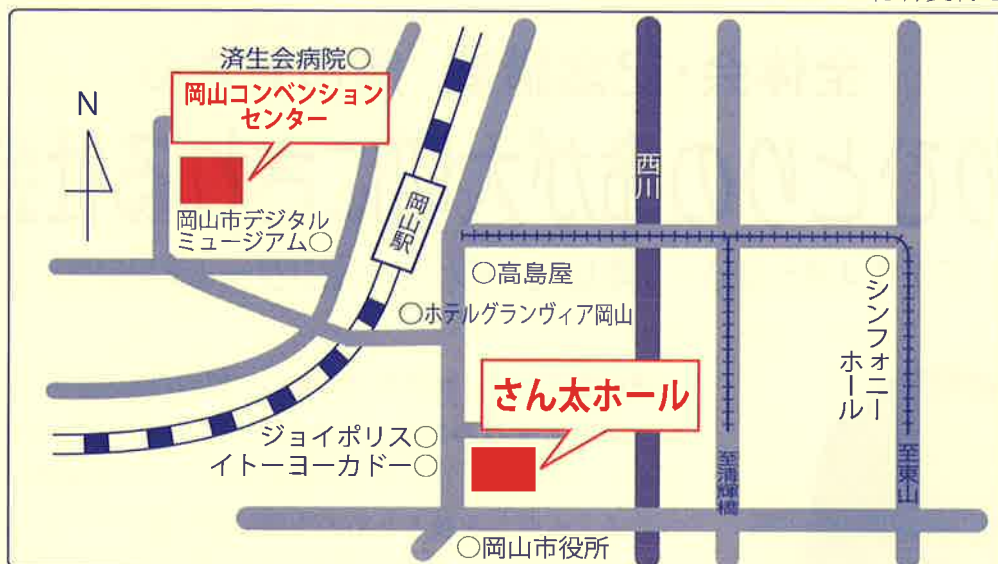 済生会病院○
岡山コンベンション
センター
N
岡山市デジタル
ミュージアム○
岡山駅
西川
○高島屋
○ホテルグランヴィア岡山
○シンフォニー
ホール
さん太ホール
ジョイポリス○
イトーヨーカドー○
至清輝橋
至東山
○岡山市役所